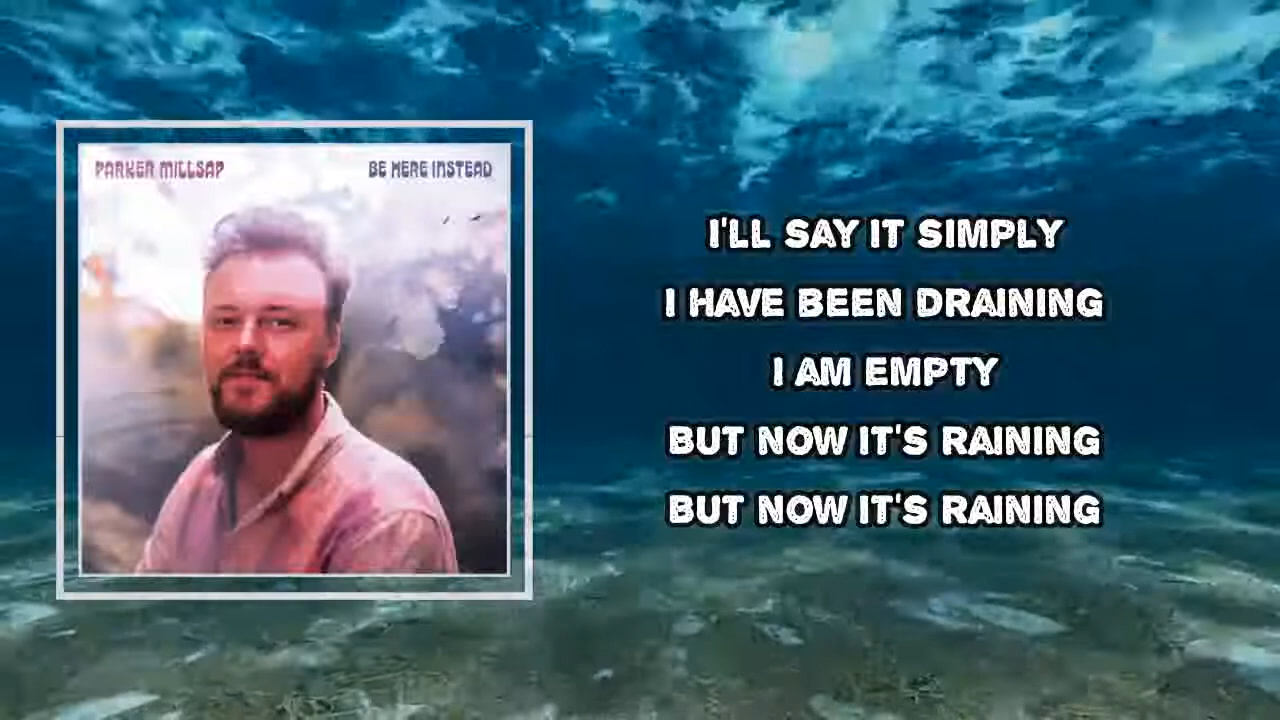 PARKER MILLSAP
BE HERE INSTEAD
I'LL SAY IT SIMPLY
I HAVE BEEN DRAINING
I AM EMPTY
BUT NOW IT'S RAINING
BUT NOW IT'S RAINING